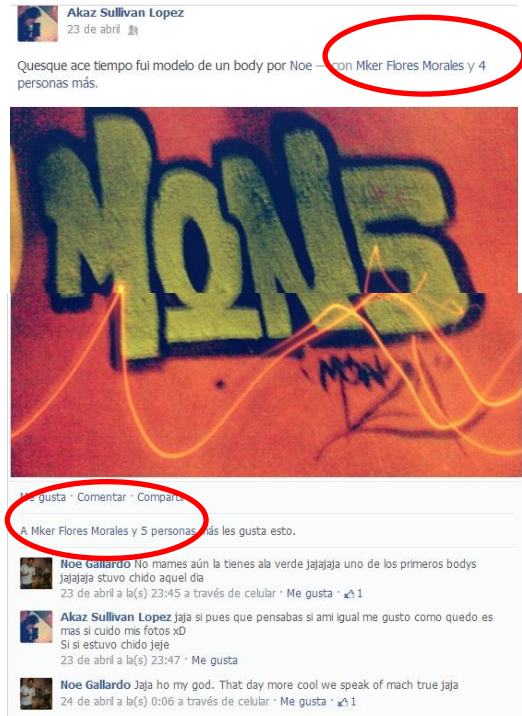 Akaz Sullivan Lopez
23 de abril
Quesque ace tiempo fui modelo de un body por Noe — con Mker Flores Morales y 4
personas más.
MONS
MON
Me gusta · Comentar · Compartir
A Mker Flores Morales y 5 personas más les gusta esto.
Noe Gallardo No mames aún la tienes ala verde jajajaja uno de los primeros bodys
jajajaja stuvo chido aquel dia
23 de abril a la(s) 23:45 a través de celular · Me gusta · 1
Akaz Sullivan Lopez jaja si pues que pensabas si ami igual me gusto como quedo es
mas si cuido mis fotos xD
Si si estuvo chido jeje
23 de abril a la(s) 23:47 · Me gusta
Noe Gallardo Jaja ho my god. That day more cool we speak of mach true jaja
24 de abril a la(s) 0:06 a través de celular · Me gusta · 1